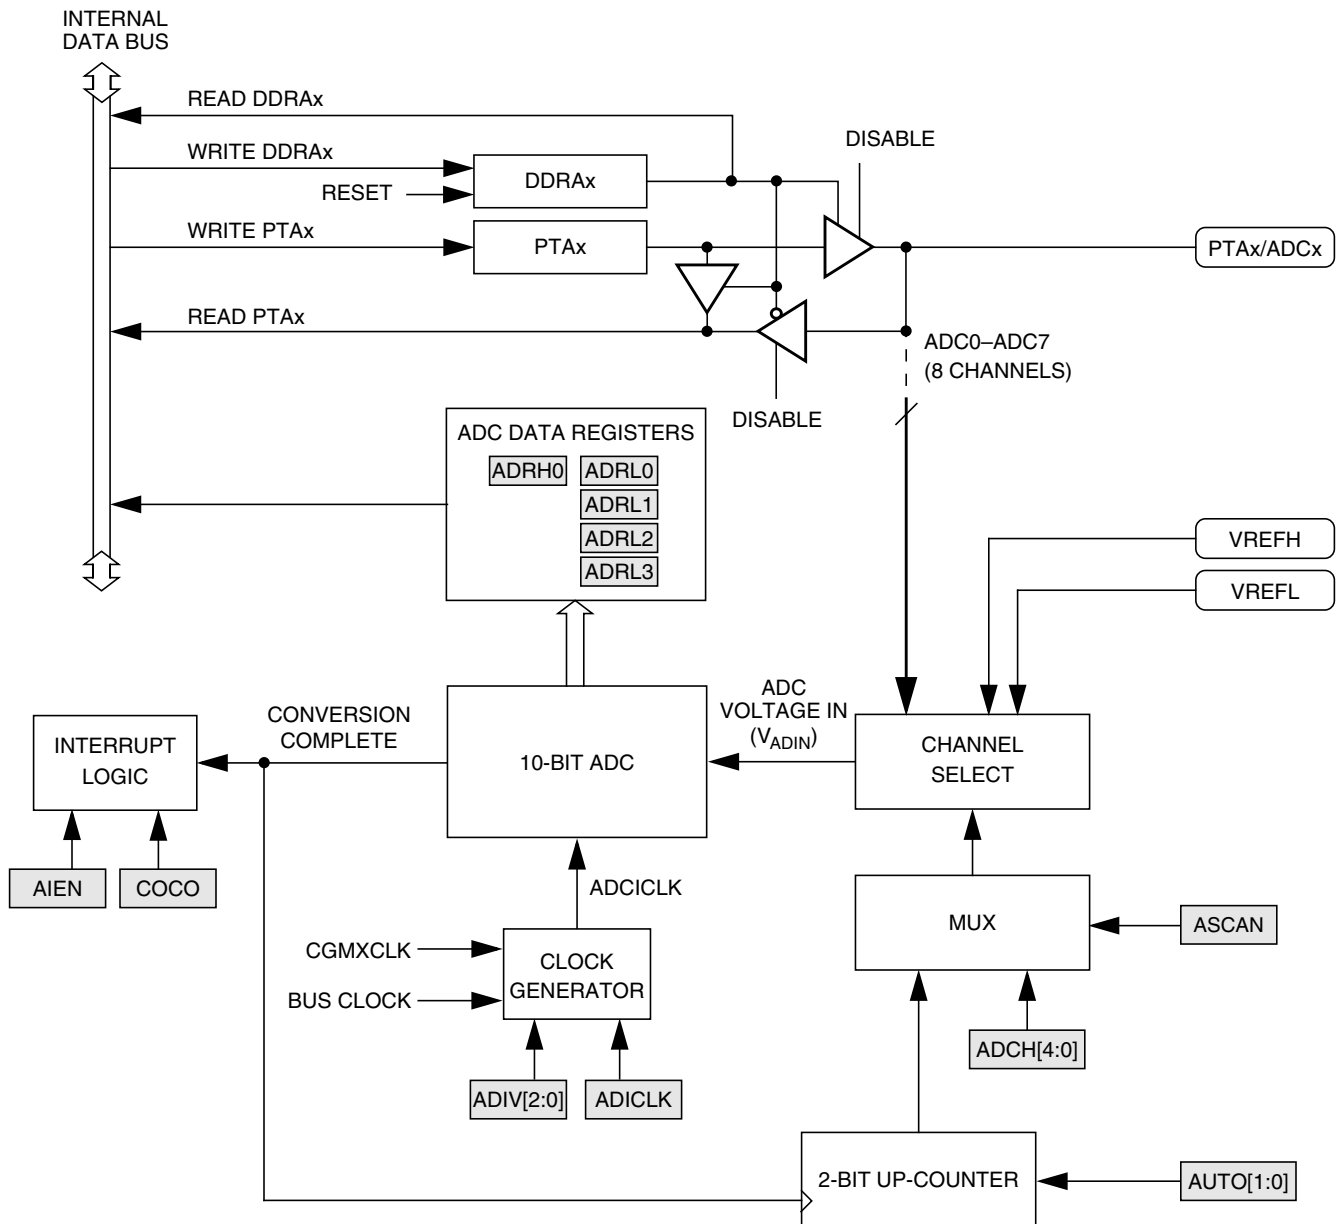 INTERNAL
DATA BUS
READ DDRAx
WRITE DDRAx
RESET
DDRAx
DISABLE
WRITE PTAx
PTAx
PTAx/ADCx
READ PTAx
DISABLE
ADC0–ADC7
(8 CHANNELS)
ADC DATA REGISTERS
ADRH0 ADRL0
ADRL1
ADRL2
ADRL3
VREFH
VREFL
INTERRUPT
LOGIC
CONVERSION
COMPLETE
10-BIT ADC
ADC
VOLTAGE IN
(VADIN)
CHANNEL
SELECT
AIEN
COCO
ADCICLK
CGMXCLK
BUS CLOCK
CLOCK
GENERATOR
MUX
ASCAN
ADIV[2:0]
ADICLK
ADCH[4:0]
2-BIT UP-COUNTER
AUTO[1:0]